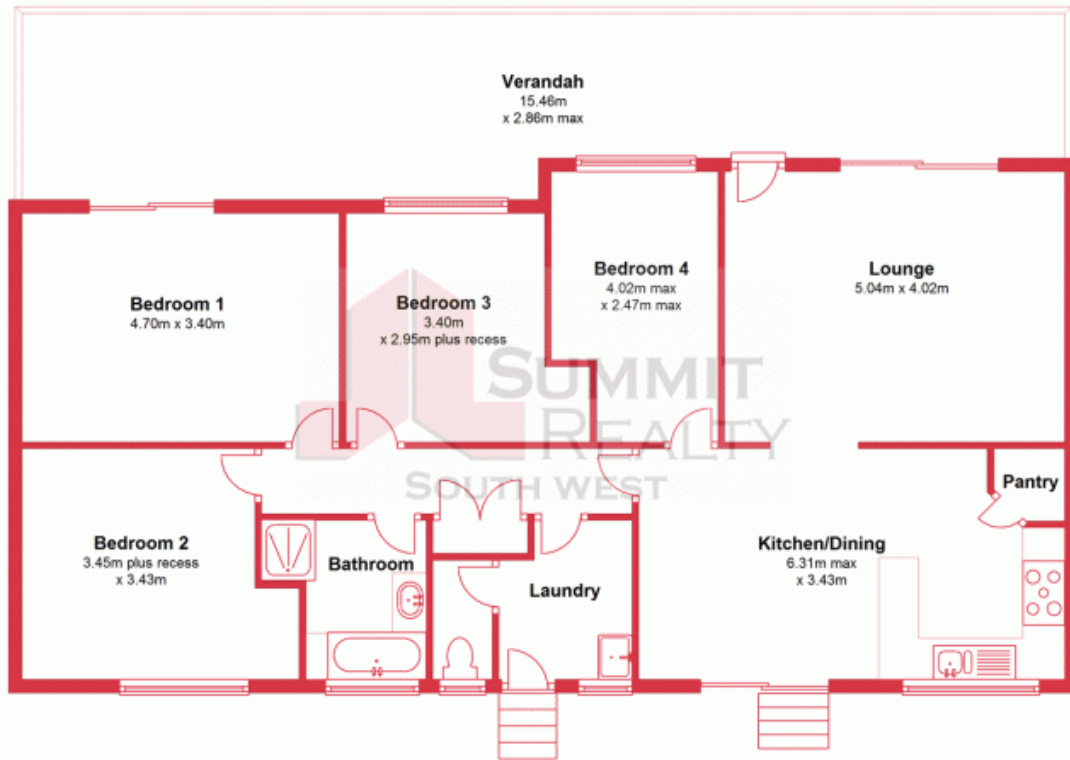 Verandah
15.46m
x 2.86m max
Bedroom 1
4.70m x 3.40m
Bedroom 3
3.40m
x 2.95m plus recess
Bedroom 4
4.02m max
x 2.47m max
Lounge
5.04m x 4.02m
SUMMIT
REALTY
SOUTH WEST
Pantry
Bedroom 2
3.45m plus recess
x 3.43m
Bathroom
Laundry
Kitchen/Dining
6.31m max
x 3.43m